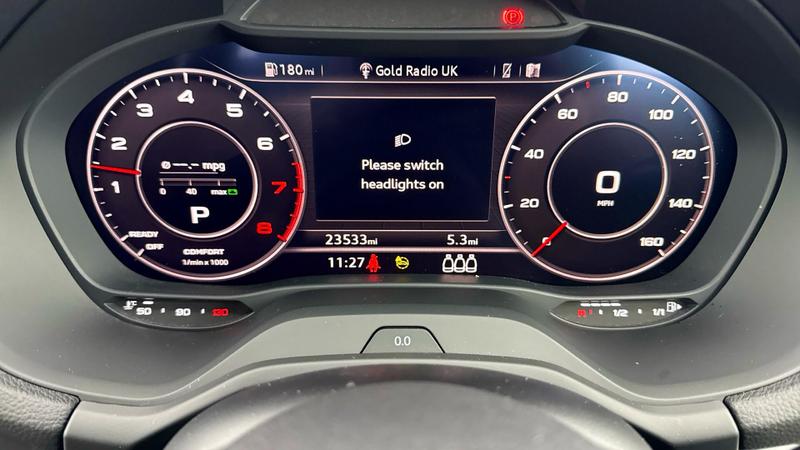 P
180 mi
Gold Radio UK
1 2 3 4 5 6 7 8
mpg
0 40 max
P
READY
OFF
COMFORT
1/min x 1000
Please switch
headlights on
20 40 60 80 100 120 140 160
0
MPH
0
23533mi 5.3mi
11:27
50 90 130
R 1/2 1/1
0.0